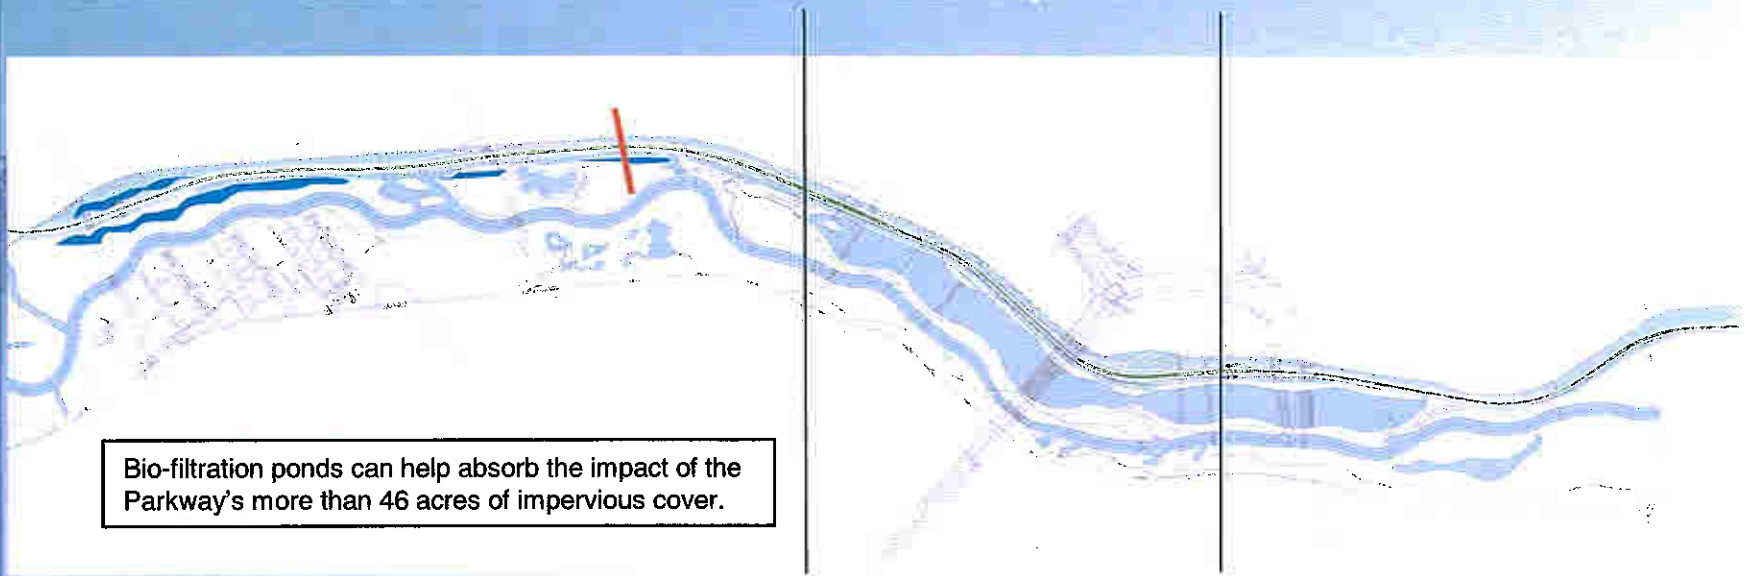 Bio-filtration ponds can help absorb the impact of the
Parkway's more than 46 acres of impervious cover.